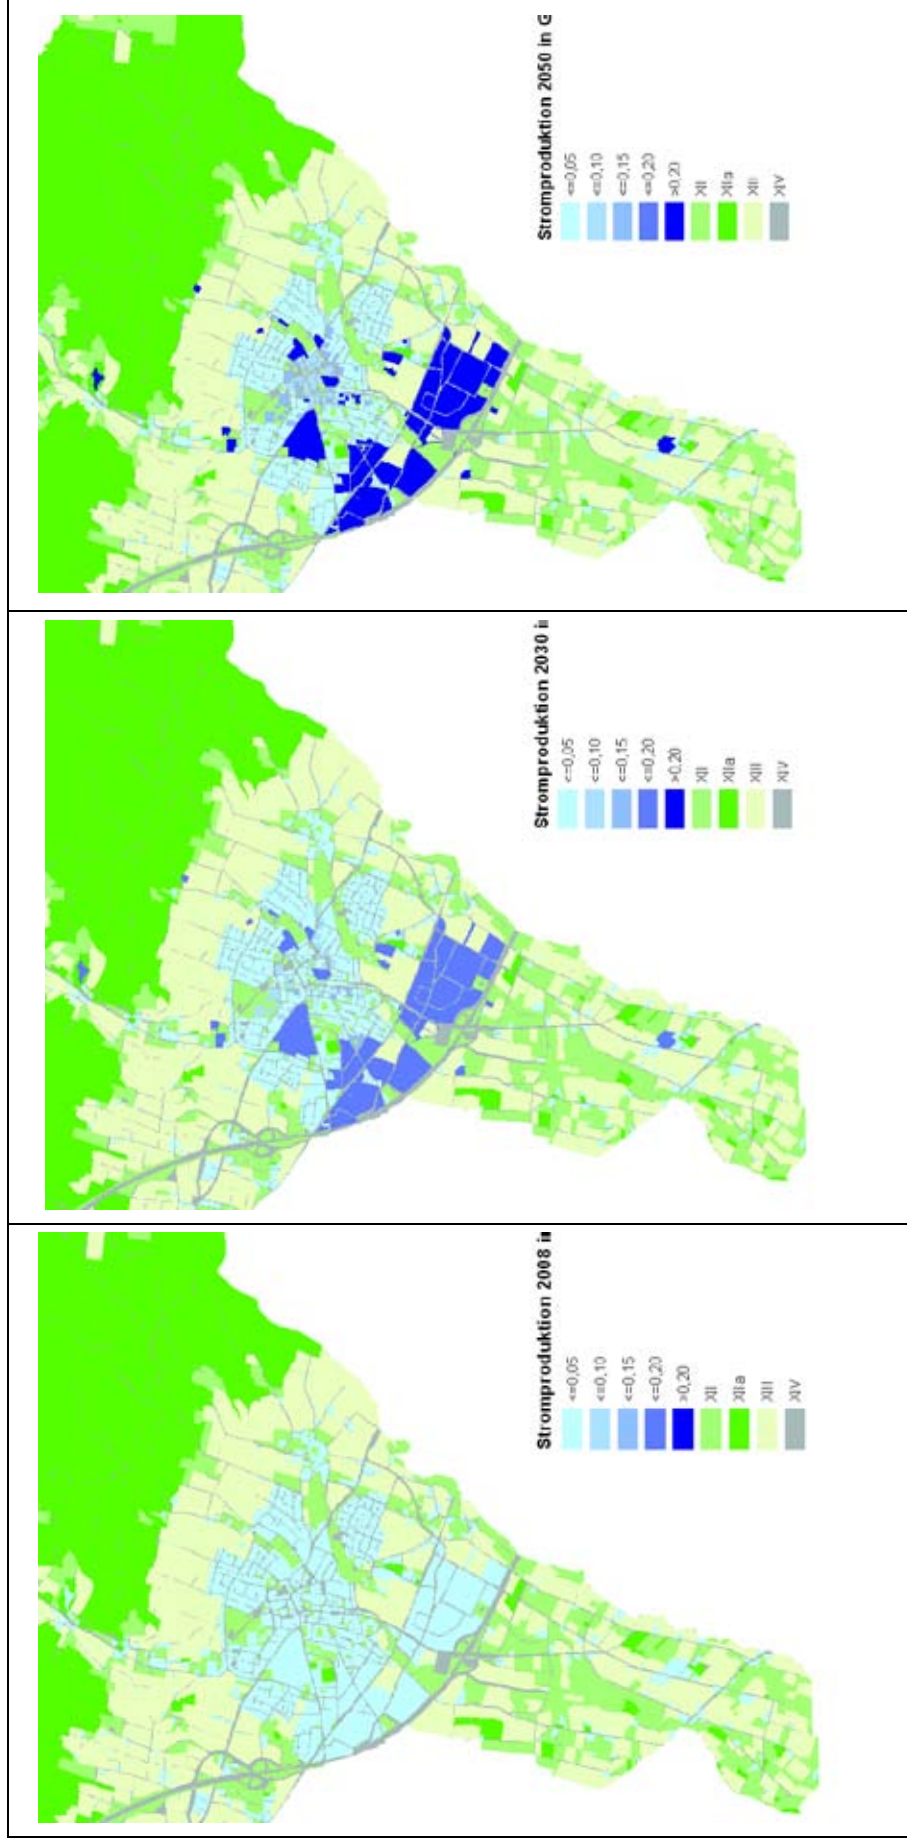 Stromproduktion 2050 in G
<=0,05
<=0,10
<=0,15
<=0,20
>0,20
XII
XIIa
XIII
XIV
Stromproduktion 2030 in
<=0,05
<=0,10
<=0,15
<=0,20
>0,20
XII
XIIa
XIII
XIV
Stromproduktion 2008 in
<=0,05
<=0,10
<=0,15
<=0,20
>0,20
XII
XIIa
XIII
XIV